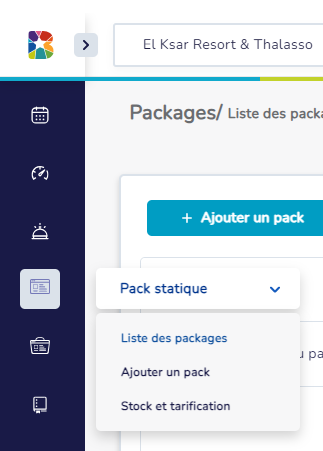 El Ksar Resort & Thalasso
Packages/ Liste des packa
+ Ajouter un pack
Pack statique
Liste des packages
u pa
Ajouter un pack
Stock et tarification